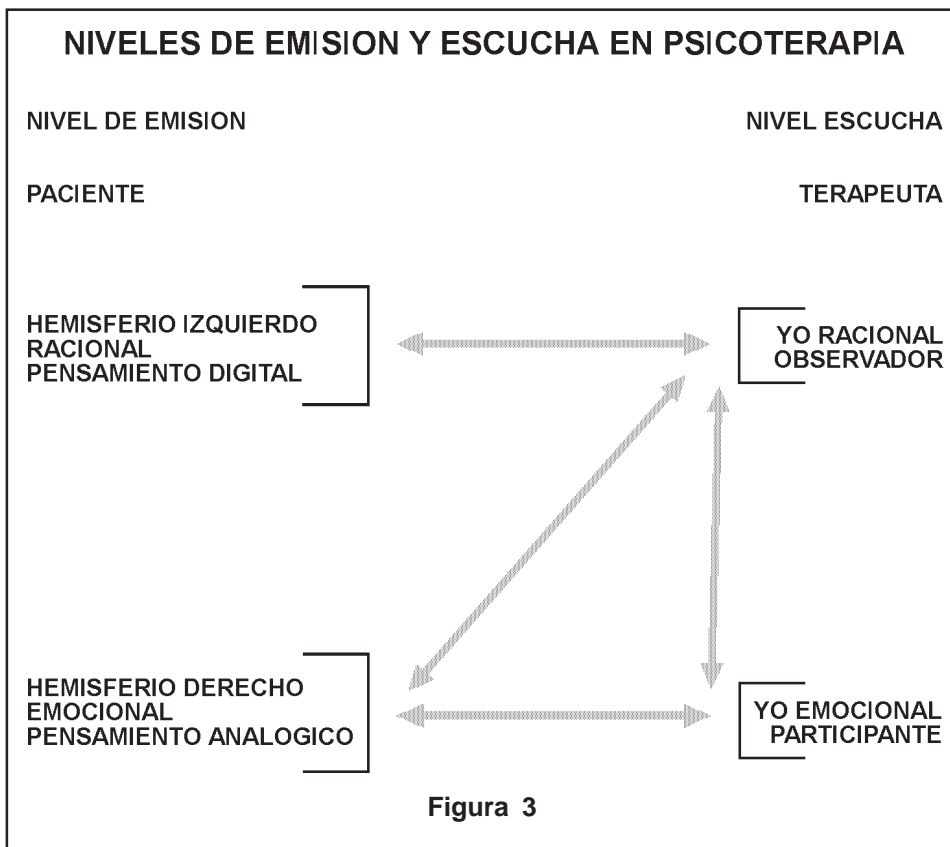 NIVELES DE EMISION Y ESCUCHA EN PSICOTERAPIA
NIVEL DE EMISION
NIVEL ESCUCHA
PACIENTE
TERAPEUTA
HEMISFERIO IZQUIERDO
RACIONAL
PENSAMIENTO DIGITAL
YO RACIONAL
OBSERVADOR
HEMISFERIO DERECHO
EMOCIONAL
PENSAMIENTO ANALOGICO
YO EMOCIONAL
PARTICIPANTE
Figura 3